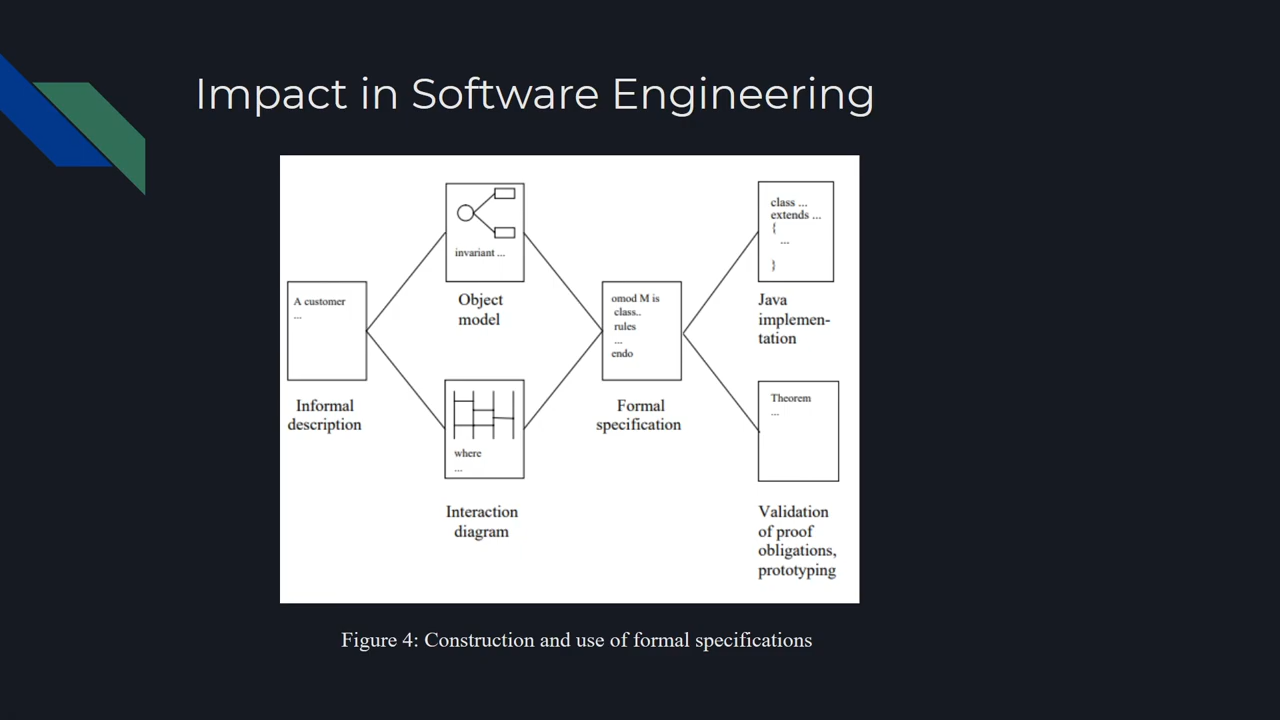 Impact in Software Engineering
A customer
...
Informal
description
invariant ...
Object
model
where
...
Interaction
diagram
omod M is
class..
rules
...
endo
Formal
specification
class ...
extends ...
{
...
}
Java
implemen-
tation
Theorem
...
Validation
of proof
obligations,
prototyping
Figure 4: Construction and use of formal specifications